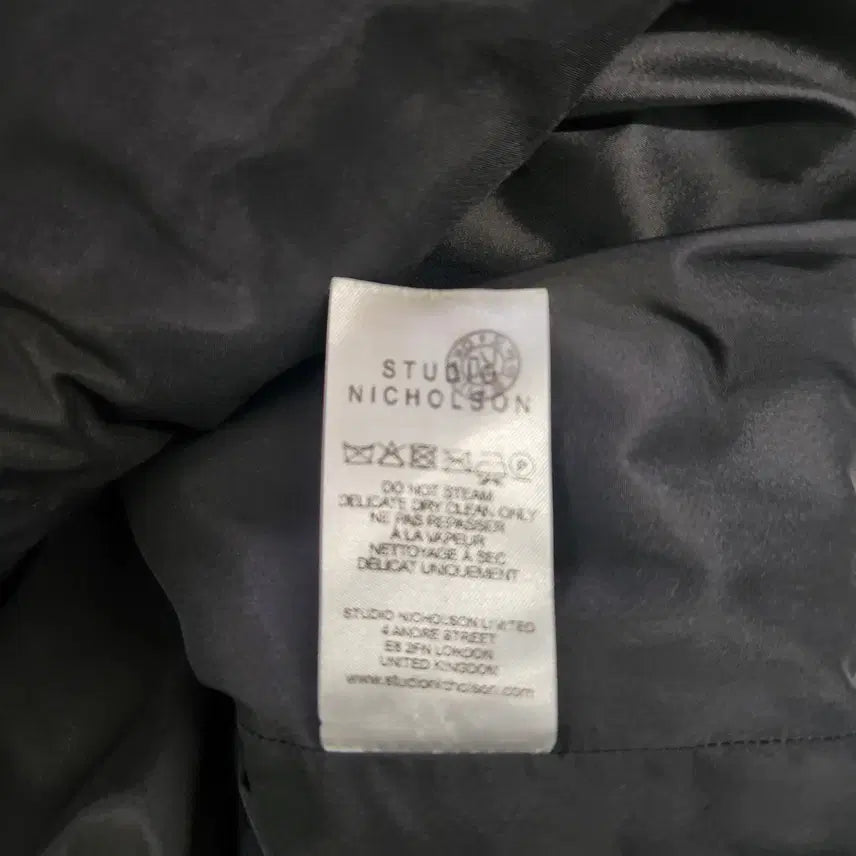 STUDIO
NICHOLSON
P
DO NOT STEAM
DELICATE DRY CLEAN ONLY
NE PAS REPASSER
À LA VAPEUR
NETTOYAGE À SEC
DÉLICAT UNIQUEMENT
STUDIO NICHOLSON LIMITED
4 ANDRE STREET
E8 2FN LONDON
UNITED KINGDOM
www.studionicholson.com